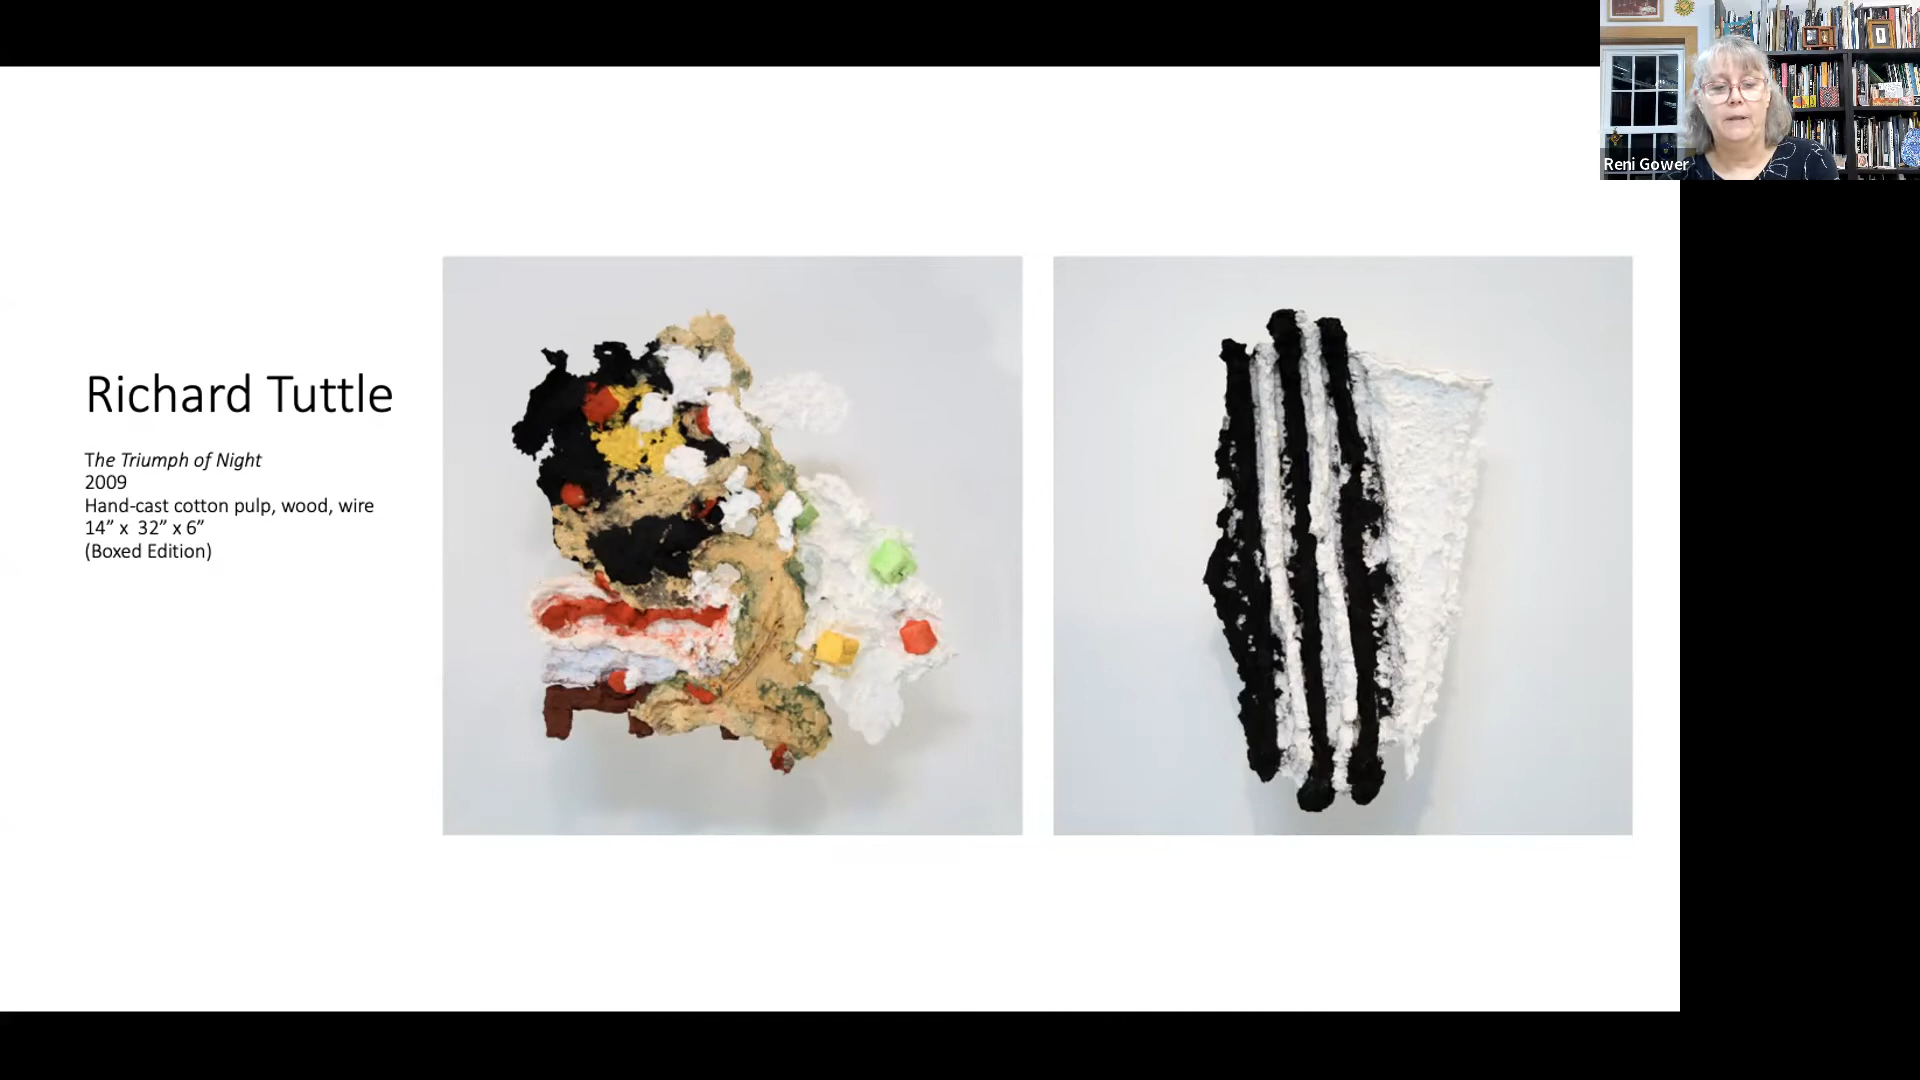 Reni Gower
Richard Tuttle
The Triumph of Night
2009
Hand-cast cotton pulp, wood, wire
14” x  32” x 6”
(Boxed Edition)